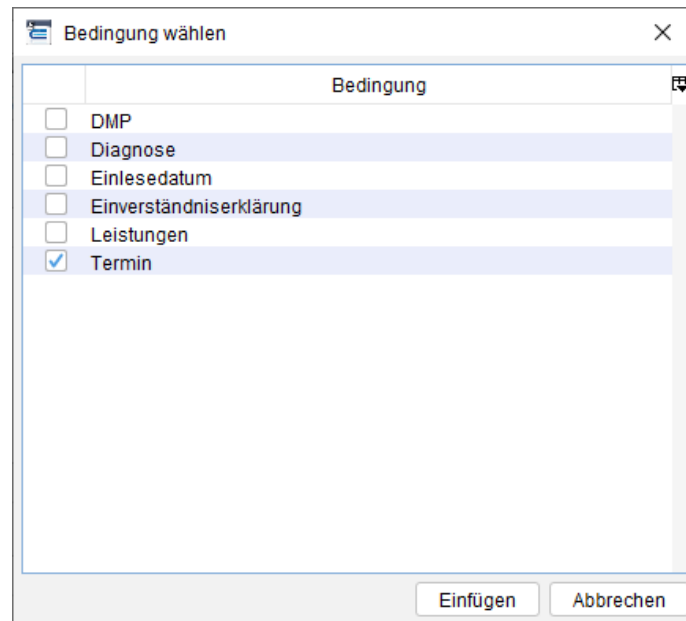 Bedingung wählen
Bedingung
DMP
Diagnose
Einlesedatum
Einverständniserklärung
Leistungen
Termin
Einfügen Abbrechen